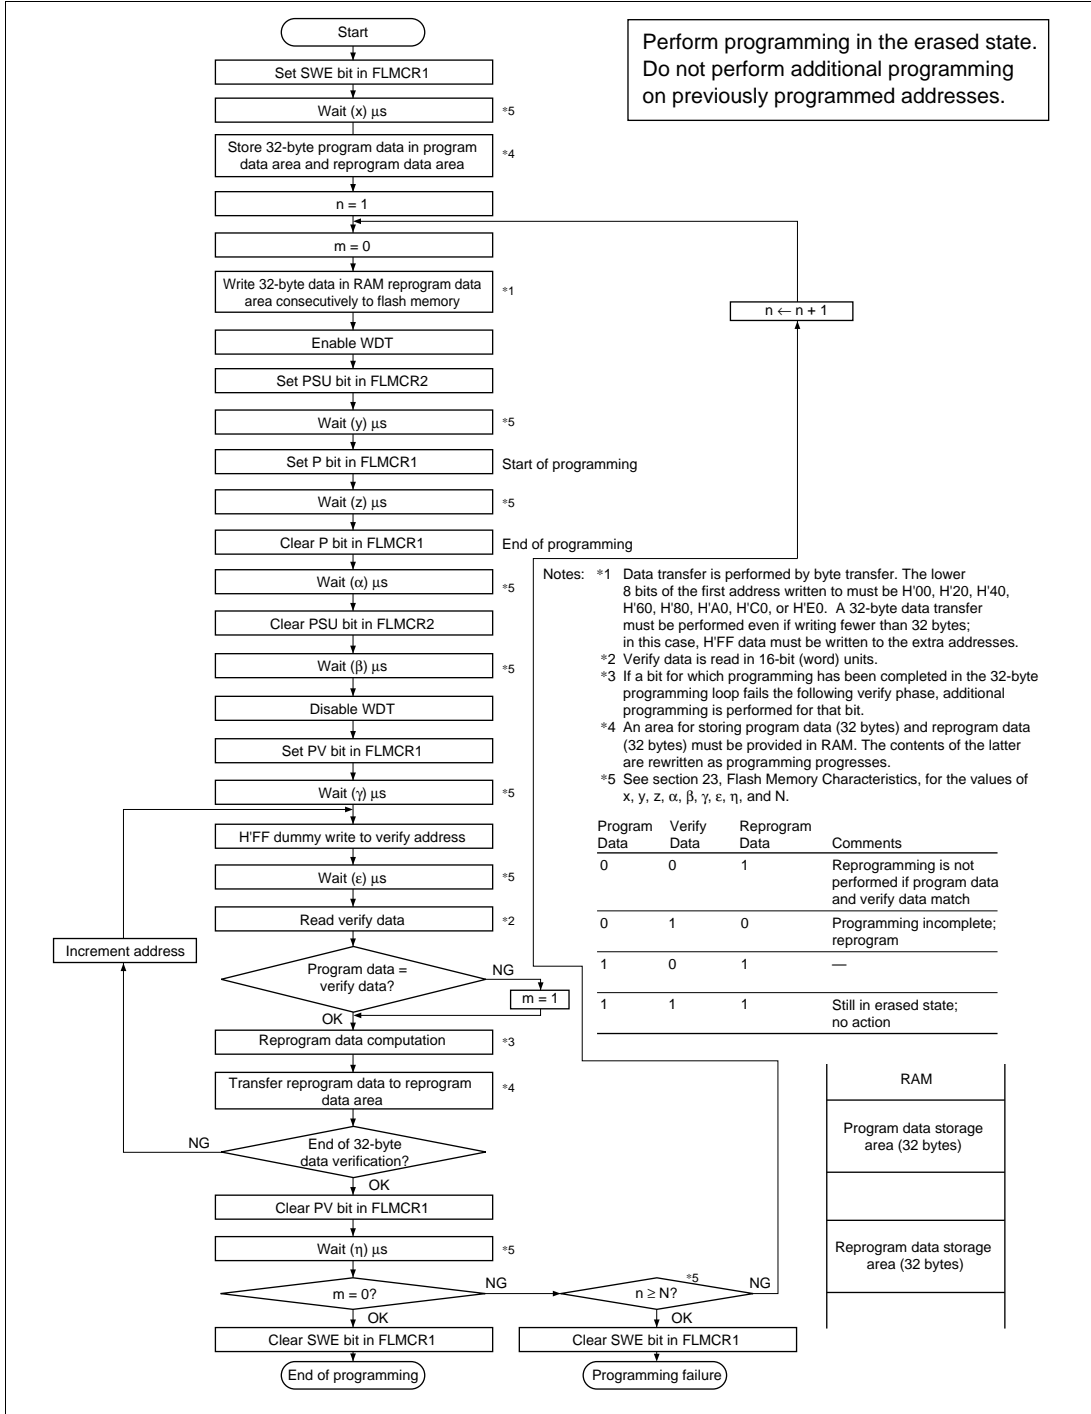 Start
Perform programming in the erased state.
Do not perform additional programming
on previously programmed addresses.
Set SWE bit in FLMCR1
Wait (x) μs
*5
Store 32-byte program data in program
data area and reprogram data area
*4
n = 1
m = 0
Write 32-byte data in RAM reprogram data
area consecutively to flash memory
*1
n ← n + 1
Enable WDT
Set PSU bit in FLMCR2
Wait (y) μs
*5
Set P bit in FLMCR1
Start of programming
Wait (z) μs
*5
Clear P bit in FLMCR1
End of programming
Wait (α) μs
*5
Clear PSU bit in FLMCR2
Wait (β) μs
*5
Disable WDT
Set PV bit in FLMCR1
Wait (γ) μs
*5
H'FF dummy write to verify address
Wait (ε) μs
*5
Read verify data
*2
Increment address
Program data =
verify data?
NG
m = 1
OK
Reprogram data computation
*3
Transfer reprogram data to reprogram
data area
*4
NG
End of 32-byte
data verification?
OK
Clear PV bit in FLMCR1
Wait (η) μs
*5
m = 0?
NG
*5
n ≥ N?
NG
OK
OK
Clear SWE bit in FLMCR1
Clear SWE bit in FLMCR1
End of programming
Programming failure
Notes: *1 Data transfer is performed by byte transfer. The lower
8 bits of the first address written to must be H'00, H'20, H'40,
H'60, H'80, H'A0, H'C0, or H'E0. A 32-byte data transfer
must be performed even if writing fewer than 32 bytes;
in this case, H'FF data must be written to the extra addresses.
*2 Verify data is read in 16-bit (word) units.
*3 If a bit for which programming has been completed in the 32-byte
programming loop fails the following verify phase, additional
programming is performed for that bit.
*4 An area for storing program data (32 bytes) and reprogram data
(32 bytes) must be provided in RAM. The contents of the latter
are rewritten as programming progresses.
*5 See section 23, Flash Memory Characteristics, for the values of
x, y, z, α, β, γ, ε, η, and N.
Program Verify Reprogram
Data Data Data Comments
0 0 1 Reprogramming is not
performed if program data
and verify data match
0 1 0 Programming incomplete;
reprogram
1 0 1 —
1 1 1 Still in erased state;
no action
RAM
Program data storage
area (32 bytes)
Reprogram data storage
area (32 bytes)